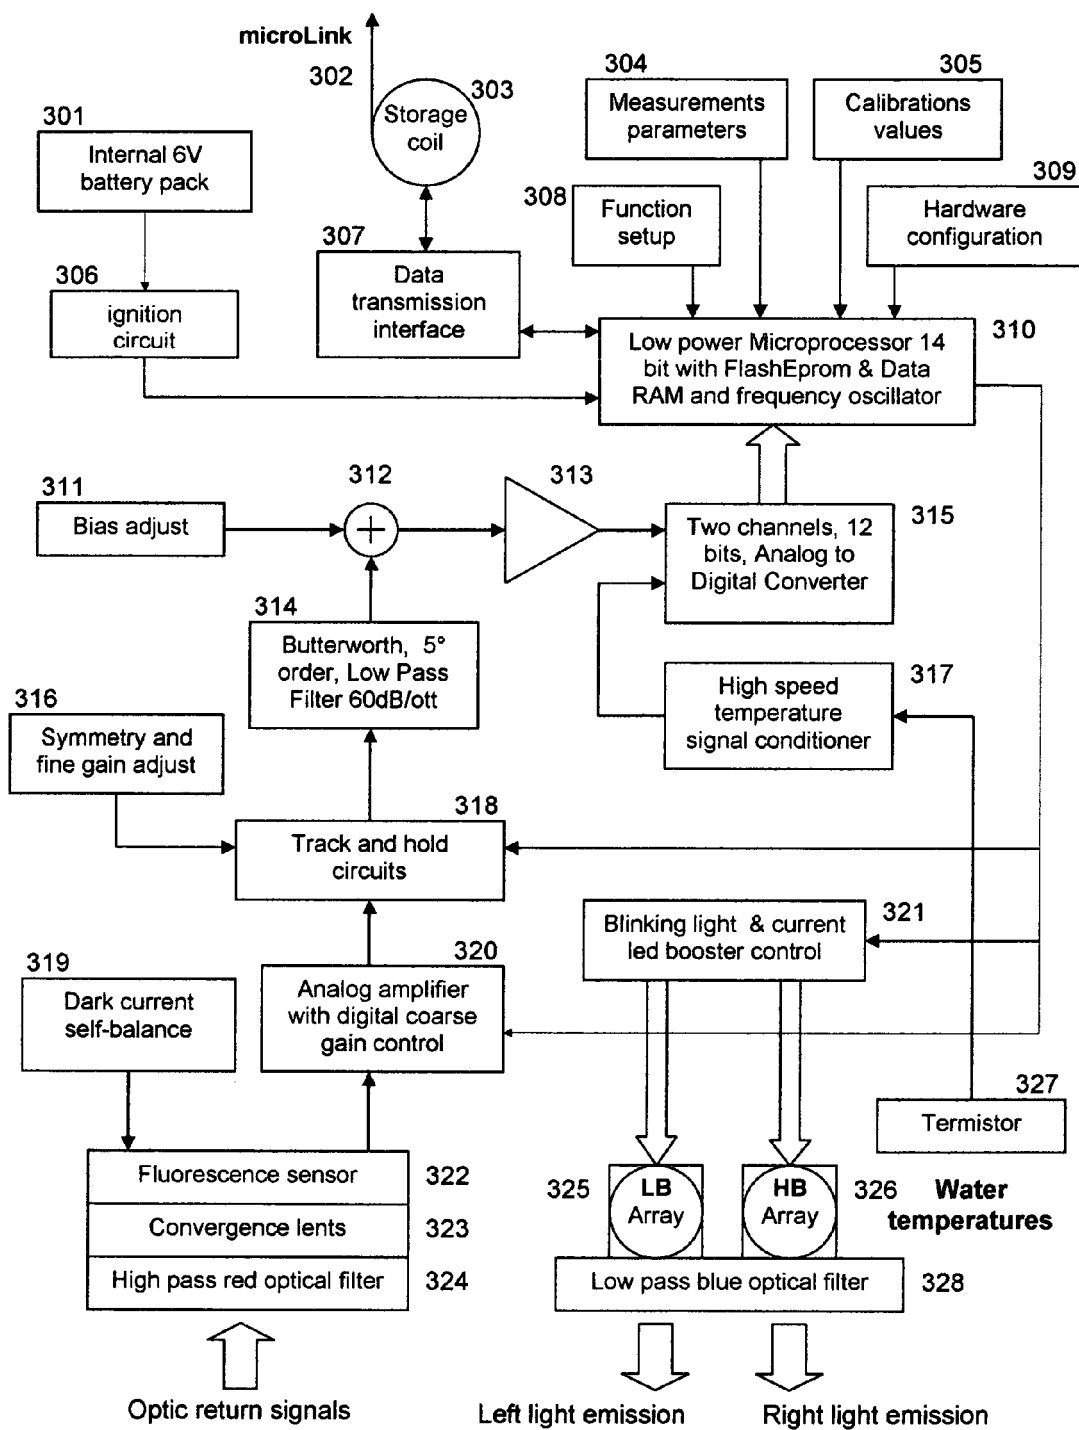 microLink
302
303
Storage
coil
304
Measurements
parameters
305
Calibrations
values
301
Internal 6V
battery pack
308
Function
setup
309
Hardware
configuration
307
Data
transmission
interface
306
ignition
circuit
310
Low power Microprocessor 14
bit with FlashEprom & Data
RAM and frequency oscillator
311
Bias adjust
312
+
313
315
Two channels, 12
bits, Analog to
Digital Converter
314
Butterworth, 5°
order, Low Pass
Filter 60dB/ott
316
Symmetry and
fine gain adjust
317
High speed
temperature
signal conditioner
318
Track and hold
circuits
321
Blinking light & current
led booster control
319
Dark current
self-balance
320
Analog amplifier
with digital coarse
gain control
327
Termistor
Fluorescence sensor
322
Convergence lents
323
High pass red optical filter
324
325
LB
Array
HB
Array
326
Water
temperatures
Low pass blue optical filter
328
Optic return signals
Left light emission
Right light emission